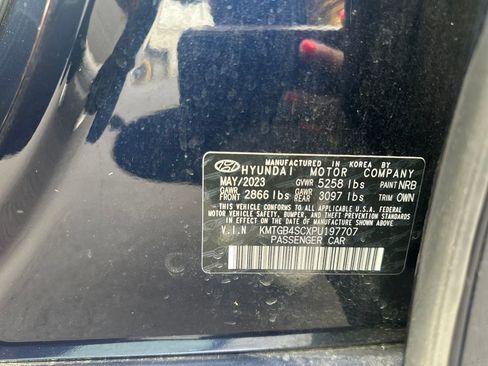 MANUFACTURED IN KOREA BY
HYUNDAI MOTOR COMPANY
MAY/2023 GVWR 5258 lbs PAINT NRB
GAWR FRONT 2866 lbs GAWR REAR 3097 lbs TRIM OWN
THIS VEHICLE CONFORMS TO ALL APPLICABLE U.S.A. FEDERAL
MOTOR VEHICLE SAFETY, BUMPER, AND THEFT PREVENTION STANDARDS
IN EFFECT ON THE DATE OF MANUFACTURE SHOWN ABOVE.
V.I.N KMTGB4SCXPU197707
PASSENGER CAR